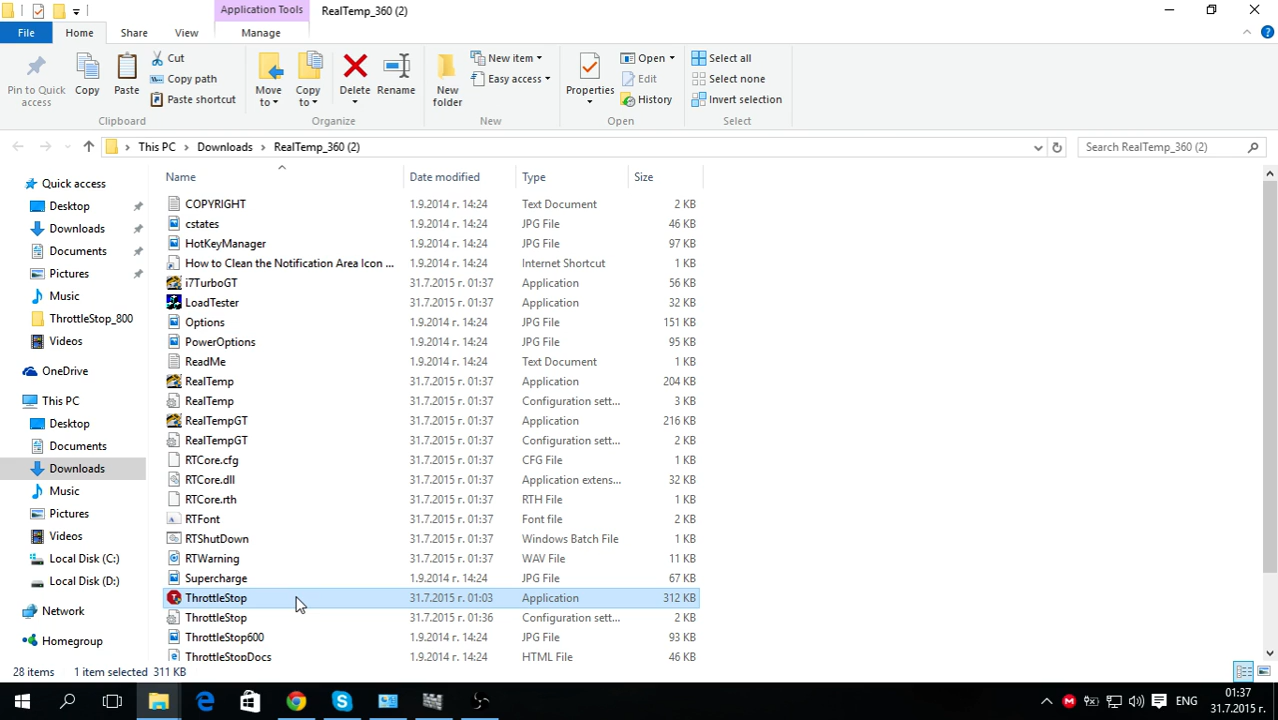 Application Tools RealTemp_360 (2)
File Home Share View Manage
Pin to Quick access
Copy
Paste
Cut
Copy path
Paste shortcut
Clipboard
Move to
Copy to
Delete
Rename
Organize
New folder
New item
Easy access
New
Properties
Open
Edit
History
Open
Select all
Select none
Invert selection
Select
This PC Downloads RealTemp_360 (2) Search RealTemp_360 (2)
Quick access
Desktop
Downloads
Documents
Pictures
Music
ThrottleStop_800
Videos
OneDrive
This PC
Desktop
Documents
Downloads
Music
Pictures
Videos
Local Disk (C:)
Local Disk (D:)
Network
Homegroup
Name Date modified Type Size
COPYRIGHT 1.9.2014 г. 14:24 Text Document 2 KB
cstates 1.9.2014 г. 14:24 JPG File 46 KB
HotKeyManager 1.9.2014 г. 14:24 JPG File 97 KB
How to Clean the Notification Area Icon ... 1.9.2014 г. 14:24 Internet Shortcut 1 KB
i7TurboGT 31.7.2015 г. 01:37 Application 56 KB
LoadTester 31.7.2015 г. 01:37 Application 32 KB
Options 1.9.2014 г. 14:24 JPG File 151 KB
PowerOptions 1.9.2014 г. 14:24 JPG File 95 KB
ReadMe 1.9.2014 г. 14:24 Text Document 1 KB
RealTemp 31.7.2015 г. 01:37 Application 204 KB
RealTemp 31.7.2015 г. 01:37 Configuration sett... 3 KB
RealTempGT 31.7.2015 г. 01:37 Application 216 KB
RealTempGT 31.7.2015 г. 01:37 Configuration sett... 2 KB
RTCore.cfg 31.7.2015 г. 01:37 CFG File 1 KB
RTCore.dll 31.7.2015 г. 01:37 Application extens... 32 KB
RTCore.rth 31.7.2015 г. 01:37 RTH File 1 KB
RTFont 31.7.2015 г. 01:37 Font file 2 KB
RTShutDown 31.7.2015 г. 01:37 Windows Batch File 1 KB
RTWarning 31.7.2015 г. 01:37 WAV File 11 KB
Supercharge 1.9.2014 г. 14:24 JPG File 67 KB
ThrottleStop 31.7.2015 г. 01:03 Application 312 KB
ThrottleStop 31.7.2015 г. 01:36 Configuration sett... 2 KB
ThrottleStop600 1.9.2014 г. 14:24 JPG File 93 KB
ThrottleStopDocs 1.9.2014 г. 14:24 HTML File 46 KB
28 items 1 item selected 311 KB
ENG
01:37
31.7.2015 г.